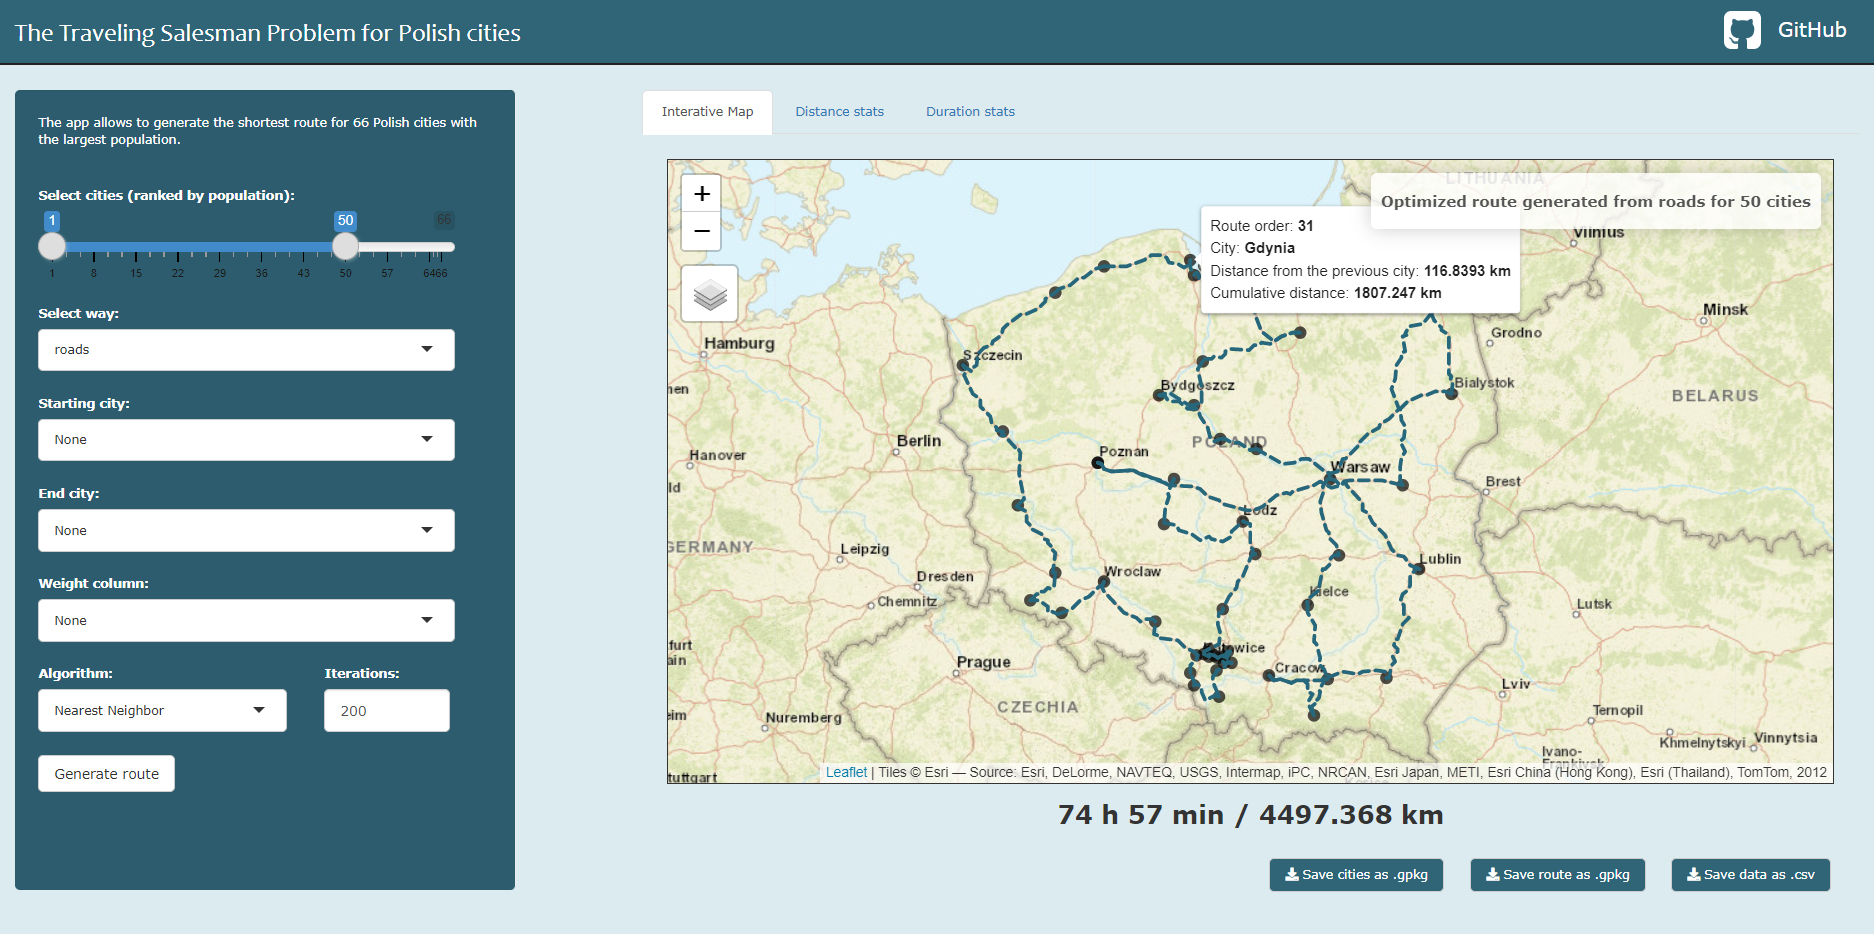 The Traveling Salesman Problem for Polish cities
GitHub
The app allows to generate the shortest route for 66 Polish cities with
the largest population.
Select cities (ranked by population):
1
50
66
1 8 15 22 29 36 43 50 57 6466
Select way:
roads
Starting city:
None
End city:
None
Weight column:
None
Algorithm:
Iterations:
Nearest Neighbor
200
Generate route
Interative Map
Distance stats
Duration stats
+
−
LITHUANIA
Optimized route generated from roads for 50 cities
Route order: 31
City: Gdynia
Distance from the previous city: 116.8393 km
Cumulative distance: 1807.247 km
Vilnius
Minsk
Grodno
Hamburg
Szczecin
Bydgoszcz
Bialystok
BELARUS
Berlin
POLAND
Poznan
Hanover
Warsaw
Brest
Lodz
GERMANY
Leipzig
Wroclaw
Lublin
Dresden
Chemnitz
Kielce
Lutsk
Katowice
Prague
Cracow
Lviv
CZECHIA
Ternopil
Nuremberg
Khmelnytskyi
Vinnytsia
Ivano-
Frankivsk
Leaflet | Tiles © Esri — Source: Esri, DeLorme, NAVTEQ, USGS, Intermap, iPC, NRCAN, Esri Japan, METI, Esri China (Hong Kong), Esri (Thailand), TomTom, 2012
74 h 57 min / 4497.368 km
Save cities as .gpkg
Save route as .gpkg
Save data as .csv